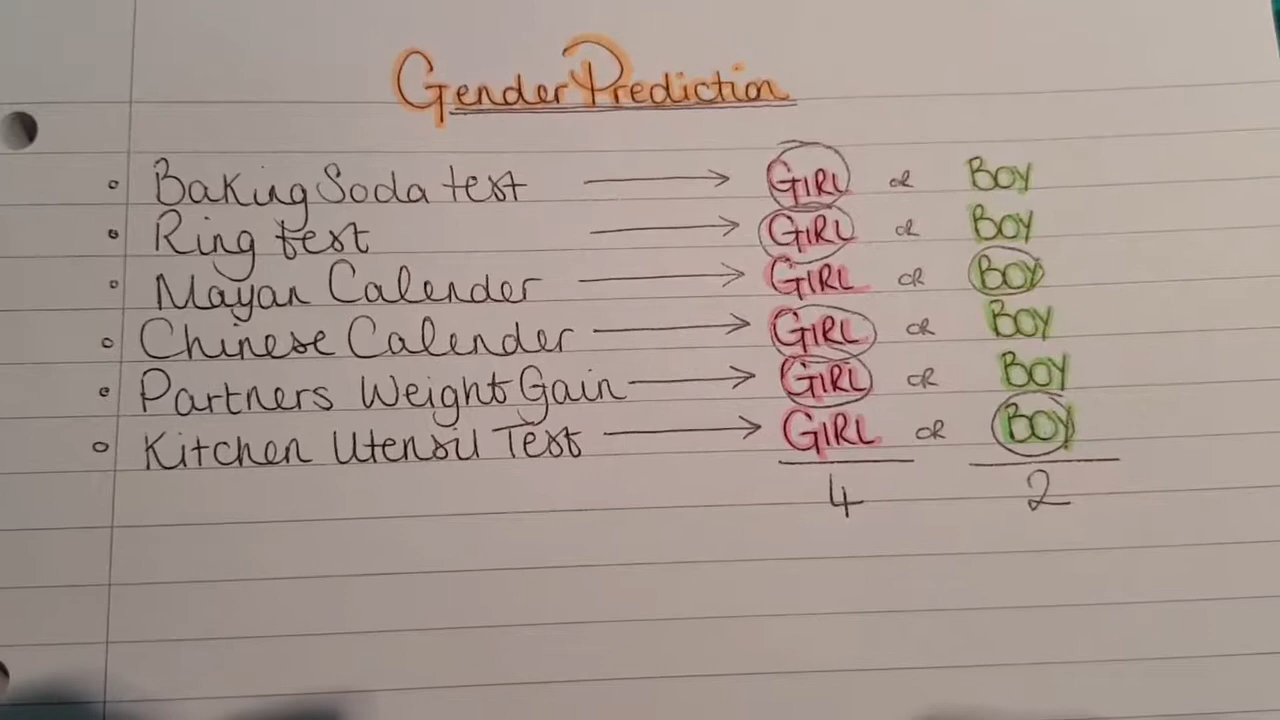 Gender Prediction
◦ Baking Soda test → GIRL OR BOY
◦ Ring test → GIRL OR BOY
◦ Mayan Calender → GIRL OR BOY
◦ Chinese Calender → GIRL OR BOY
◦ Partners Weight Gain → GIRL OR BOY
◦ Kitchen Utensil Test → GIRL OR BOY
4 2